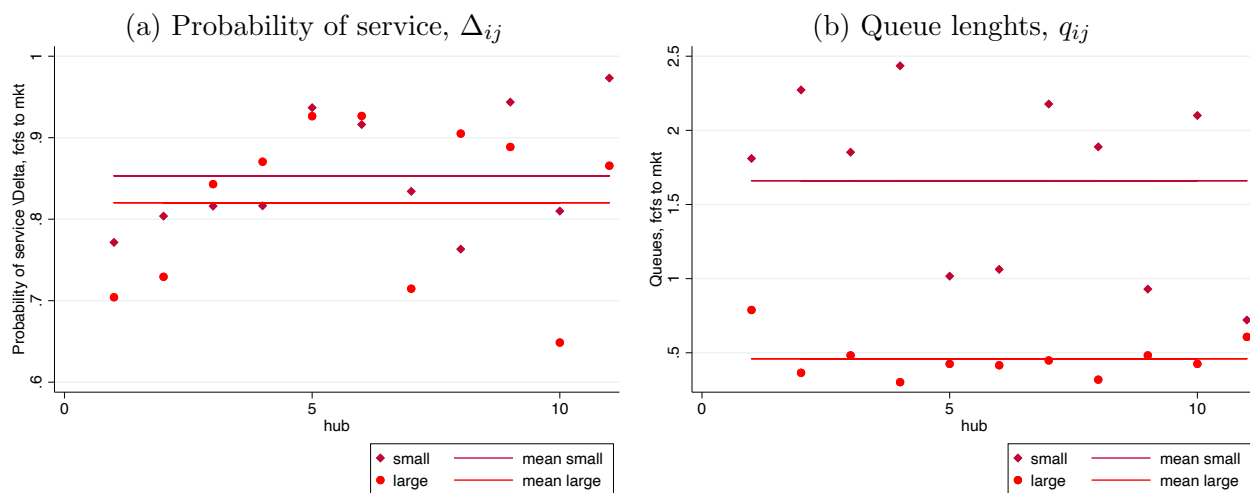 (a) Probability of service, Δij
Probability of service \Delta, fcfs to mkt
1
.9
.8
.7
.6
0 5 10
hub
small mean small
large mean large
(b) Queue lenghts, qij
Queues, fcfs to mkt
2.5
2
1.5
1
.5
0 5 10
hub
small mean small
large mean large